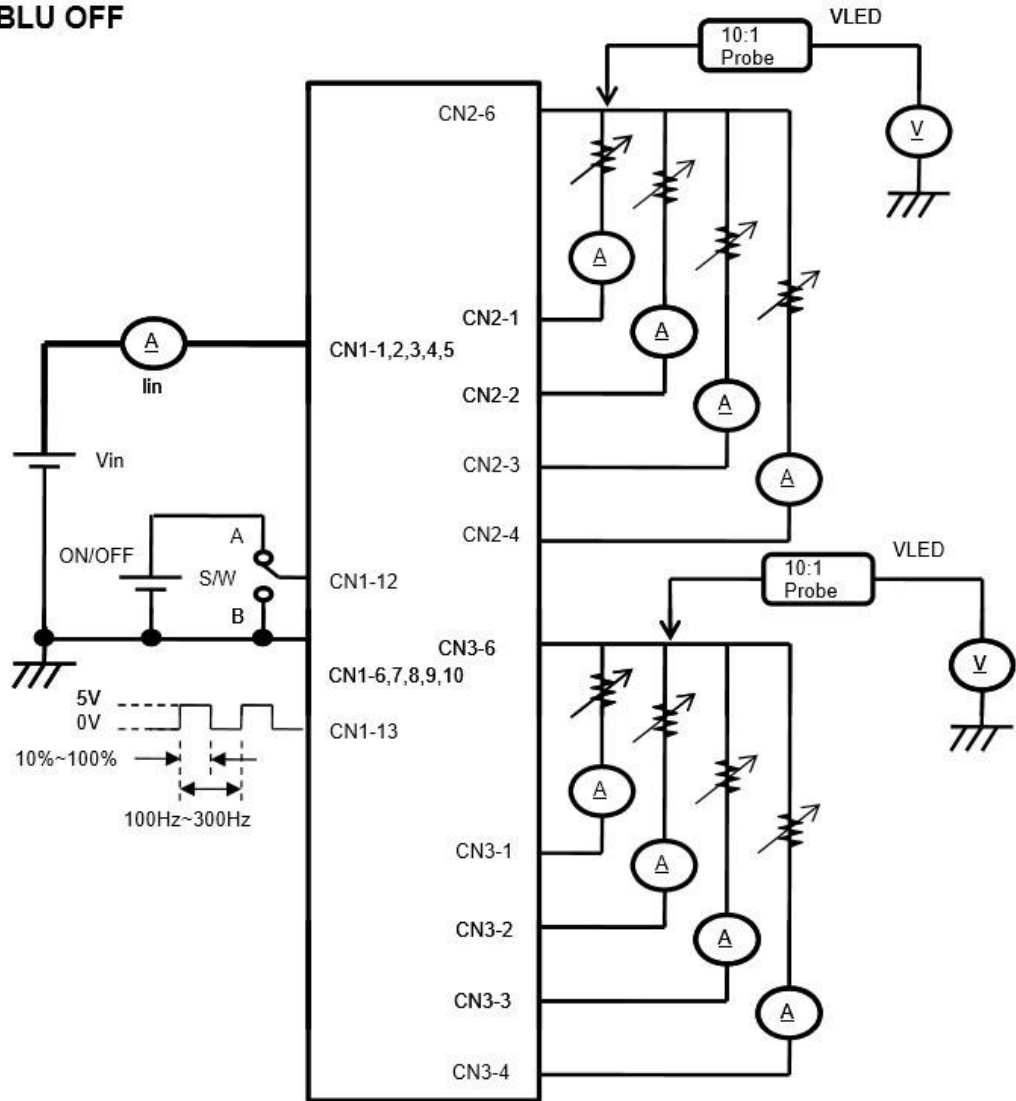 BLU OFF
VLED
10:1
Probe
V
CN2-6
A
CN2-1
A
A
Iin
CN1-1,2,3,4,5
CN2-2
A
Vin
CN2-3
A
CN2-4
VLED
10:1
Probe
ON/OFF
S/W
A
B
CN1-12
V
CN3-6
CN1-6,7,8,9,10
5V
0V
CN1-13
10%~100%
100Hz~300Hz
A
CN3-1
A
CN3-2
A
CN3-3
A
CN3-4